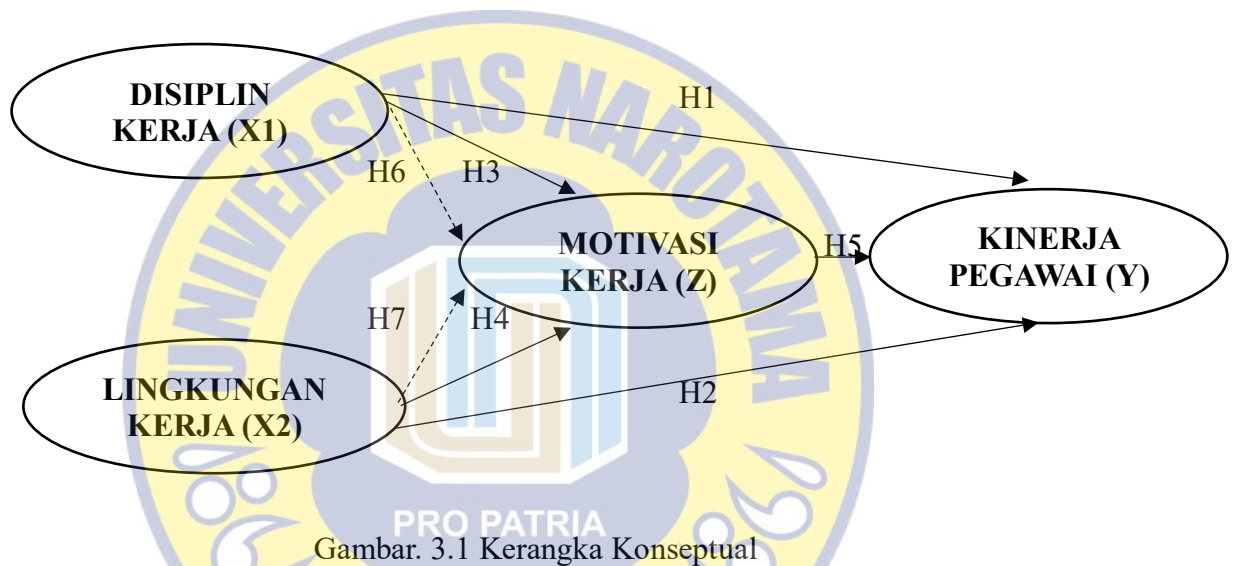 UNIVERSITAS NAROTAMA
DISIPLIN
KERJA (X1)
H1
H6
H3
MOTIVASI
KERJA (Z)
H5
KINERJA
PEGAWAI (Y)
H7
H4
LINGKUNGAN
KERJA (X2)
H2
PRO PATRIA
Gambar. 3.1 Kerangka Konseptual